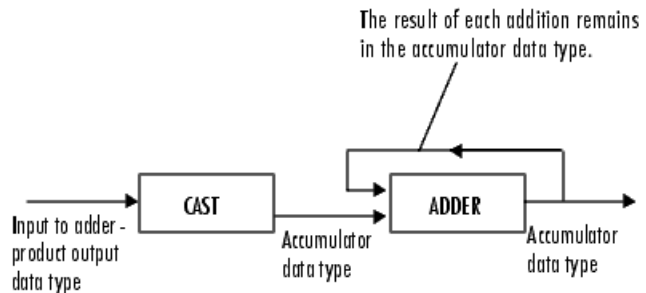 The result of each addition remains
in the accumulator data type.
CAST
ADDER
Input to adder -
product output
data type
Accumulator
data type
Accumulator
data type